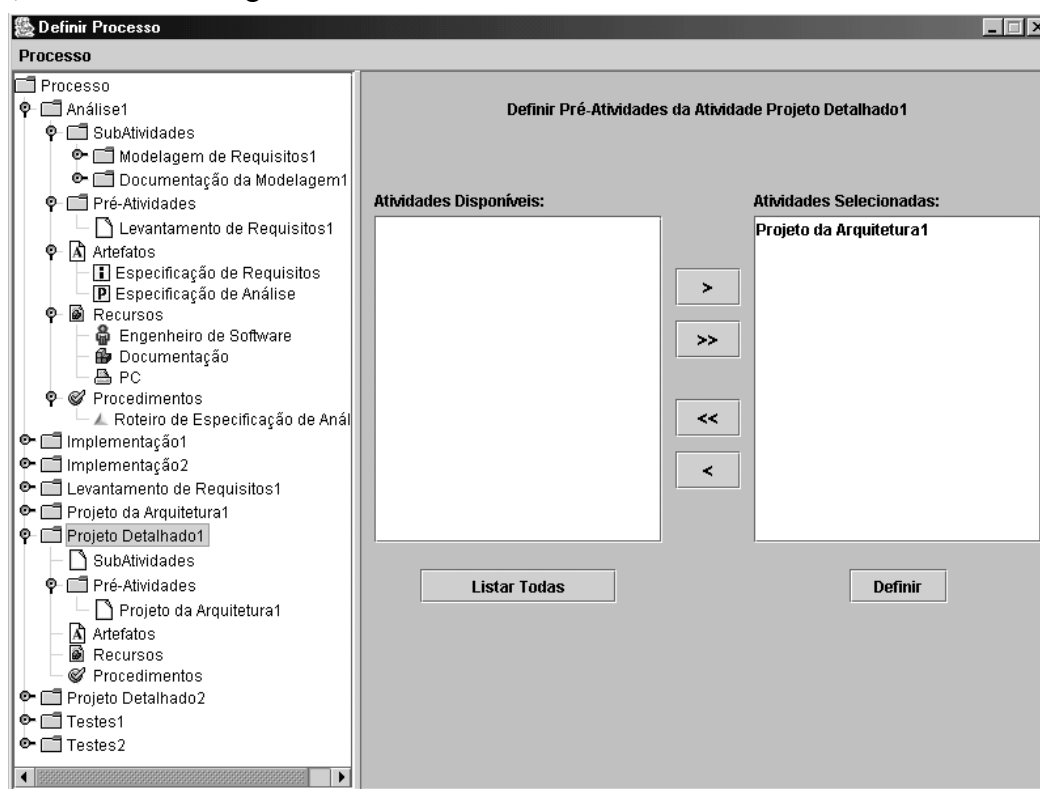 Definir Processo
Processo
Processo
Análise1
SubAtividades
Modelagem de Requisitos1
Documentação da Modelagem1
Pré-Atividades
Levantamento de Requisitos1
Artefatos
Especificação de Requisitos
Especificação de Análise
Recursos
Engenheiro de Software
Documentação
PC
Procedimentos
Roteiro de Especificação de Anál
Implementação1
Implementação2
Levantamento de Requisitos1
Projeto da Arquitetura1
Projeto Detalhado1
SubAtividades
Pré-Atividades
Projeto da Arquitetura1
Artefatos
Recursos
Procedimentos
Projeto Detalhado2
Testes1
Testes2
Definir Pré-Atividades da Atividade Projeto Detalhado1
Atividades Disponíveis:
Atividades Selecionadas:
Projeto da Arquitetura1
>
>>
<<
<
Listar Todas
Definir